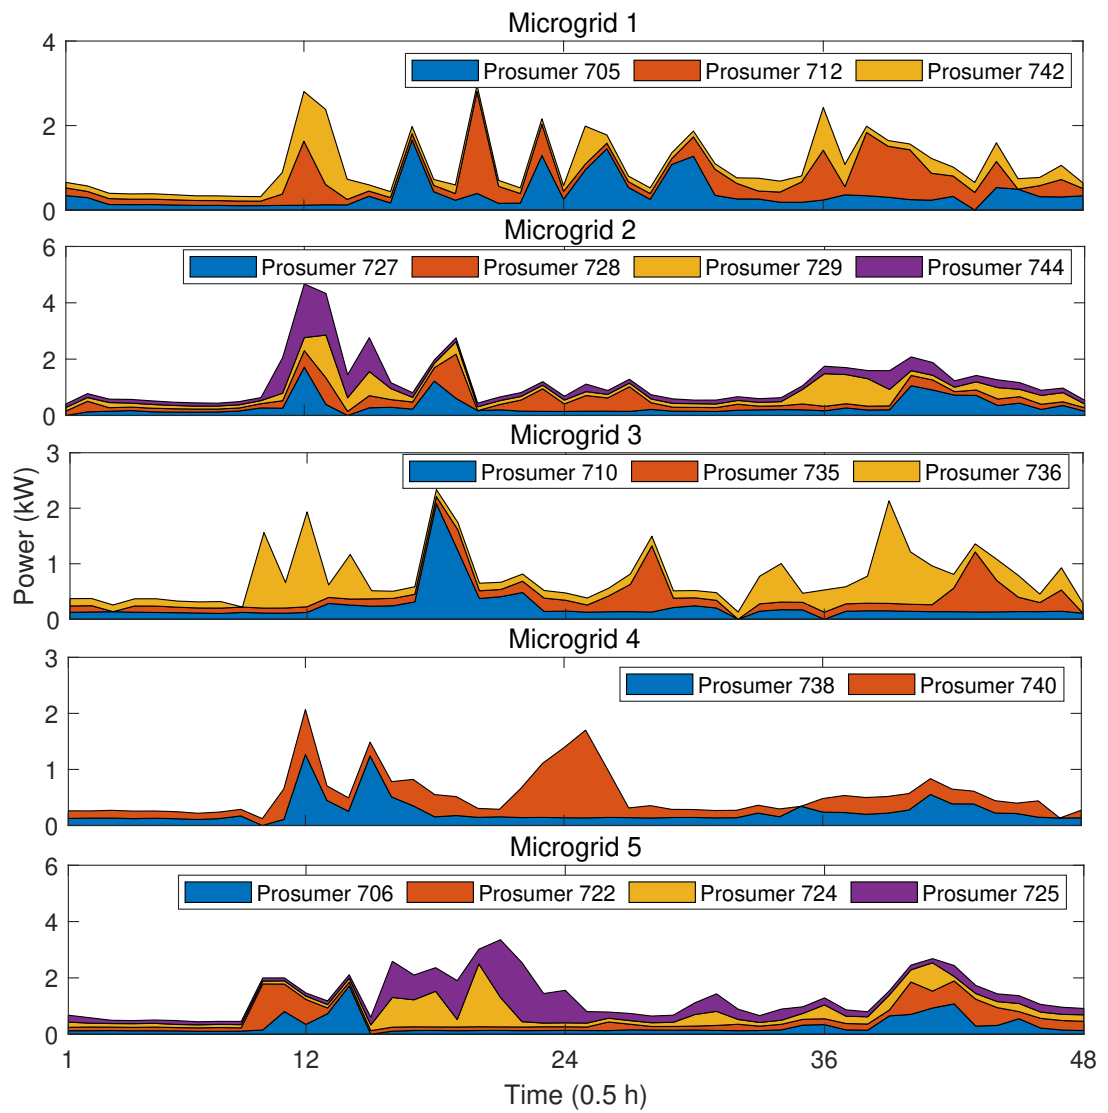 Microgrid 1
4
Prosumer 705 Prosumer 712 Prosumer 742
2
0
Microgrid 2
6
Prosumer 727 Prosumer 728 Prosumer 729 Prosumer 744
4
2
0
Microgrid 3
3
Prosumer 710 Prosumer 735 Prosumer 736
2
1
0
Power (kW)
Microgrid 4
3
Prosumer 738 Prosumer 740
2
1
0
Microgrid 5
6
Prosumer 706 Prosumer 722 Prosumer 724 Prosumer 725
4
2
0
1 12 24 36 48
Time (0.5 h)